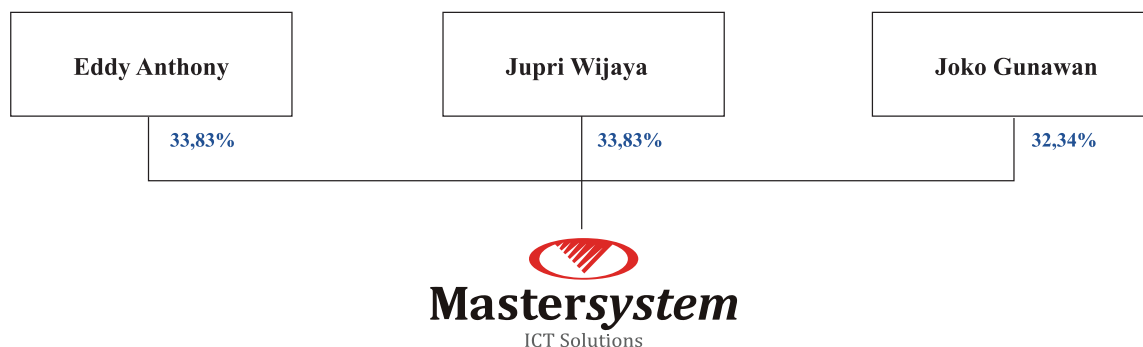 Eddy Anthony
Jupri Wijaya
Joko Gunawan
33,83%
33,83%
32,34%
Mastersystem
ICT Solutions